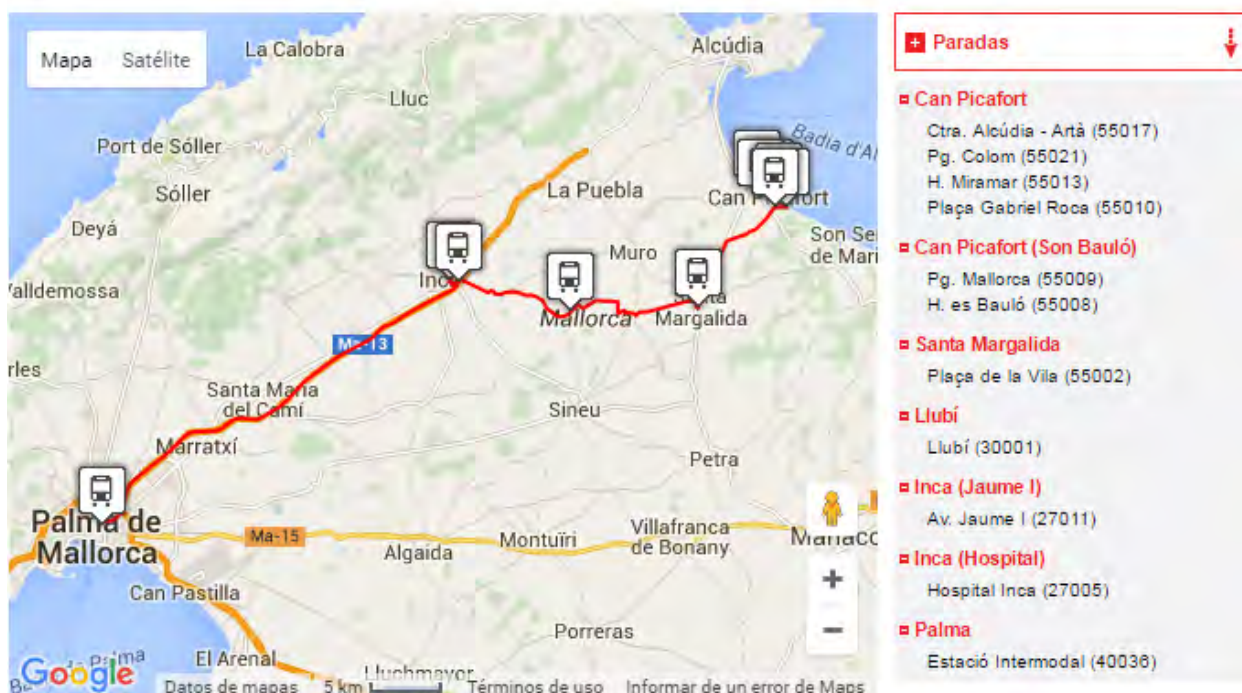 Mapa
Satélite
La Calobra
Alcúdia
Lluc
Port de Sóller
Sóller
La Puebla
Badia d'Al
Can Picafort
Deyá
Muro
Son Ser
de Mari
Valldemossa
Mallorca
Margalida
Ma-13
rles
Santa María
del Camí
Sineu
Marratxí
Petra
Palma de
Mallorca
Ma-15
Algaida
Montuïri
Villafranca
de Bonany
Manaco
Can Pastilla
Porreras
El Arenal
Lluchmayor
Google
Datos de mapas
5 km
Términos de uso
Informar de un error de Maps
Paradas
Can Picafort
Ctra. Alcúdia - Artà (55017)
Pg. Colom (55021)
H. Miramar (55013)
Plaça Gabriel Roca (55010)
Can Picafort (Son Bauló)
Pg. Mallorca (55009)
H. es Bauló (55008)
Santa Margalida
Plaça de la Vila (55002)
Llubí
Llubí (30001)
Inca (Jaume I)
Av. Jaume I (27011)
Inca (Hospital)
Hospital Inca (27005)
Palma
Estació Intermodal (40036)